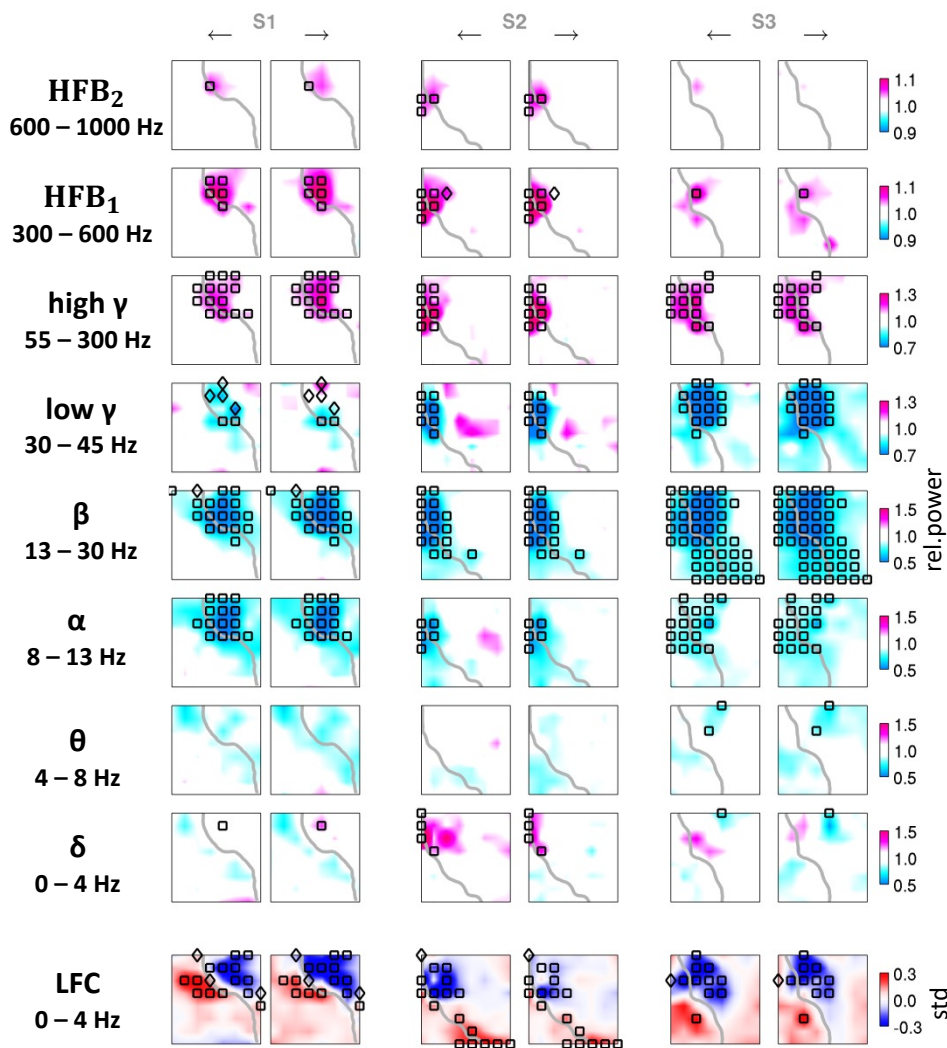 S1 S2 S3
← → ← → ← →
HFB₂
600 – 1000 Hz
1.1
1.0
0.9
HFB₁
300 – 600 Hz
1.1
1.0
0.9
high γ
55 – 300 Hz
1.3
1.0
0.7
low γ
30 – 45 Hz
1.3
1.0
0.7
β
13 – 30 Hz
1.5
1.0
0.5
rel.power
α
8 – 13 Hz
1.5
1.0
0.5
θ
4 – 8 Hz
1.5
1.0
0.5
δ
0 – 4 Hz
1.5
1.0
0.5
LFC
0 – 4 Hz
0.3
0.0
-0.3
std